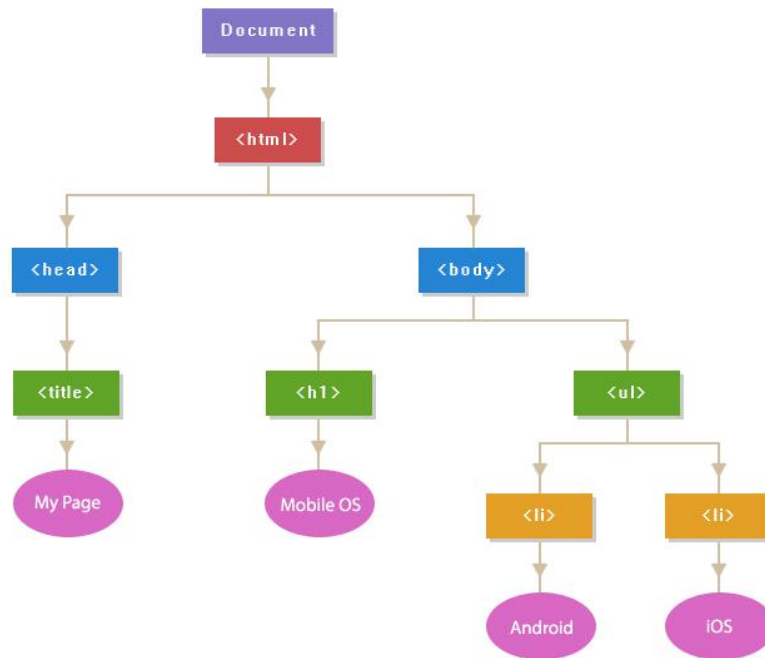 Document
<html>
<head>
<body>
<title>
<h1>
<ul>
My Page
Mobile OS
<li>
<li>
Android
iOS